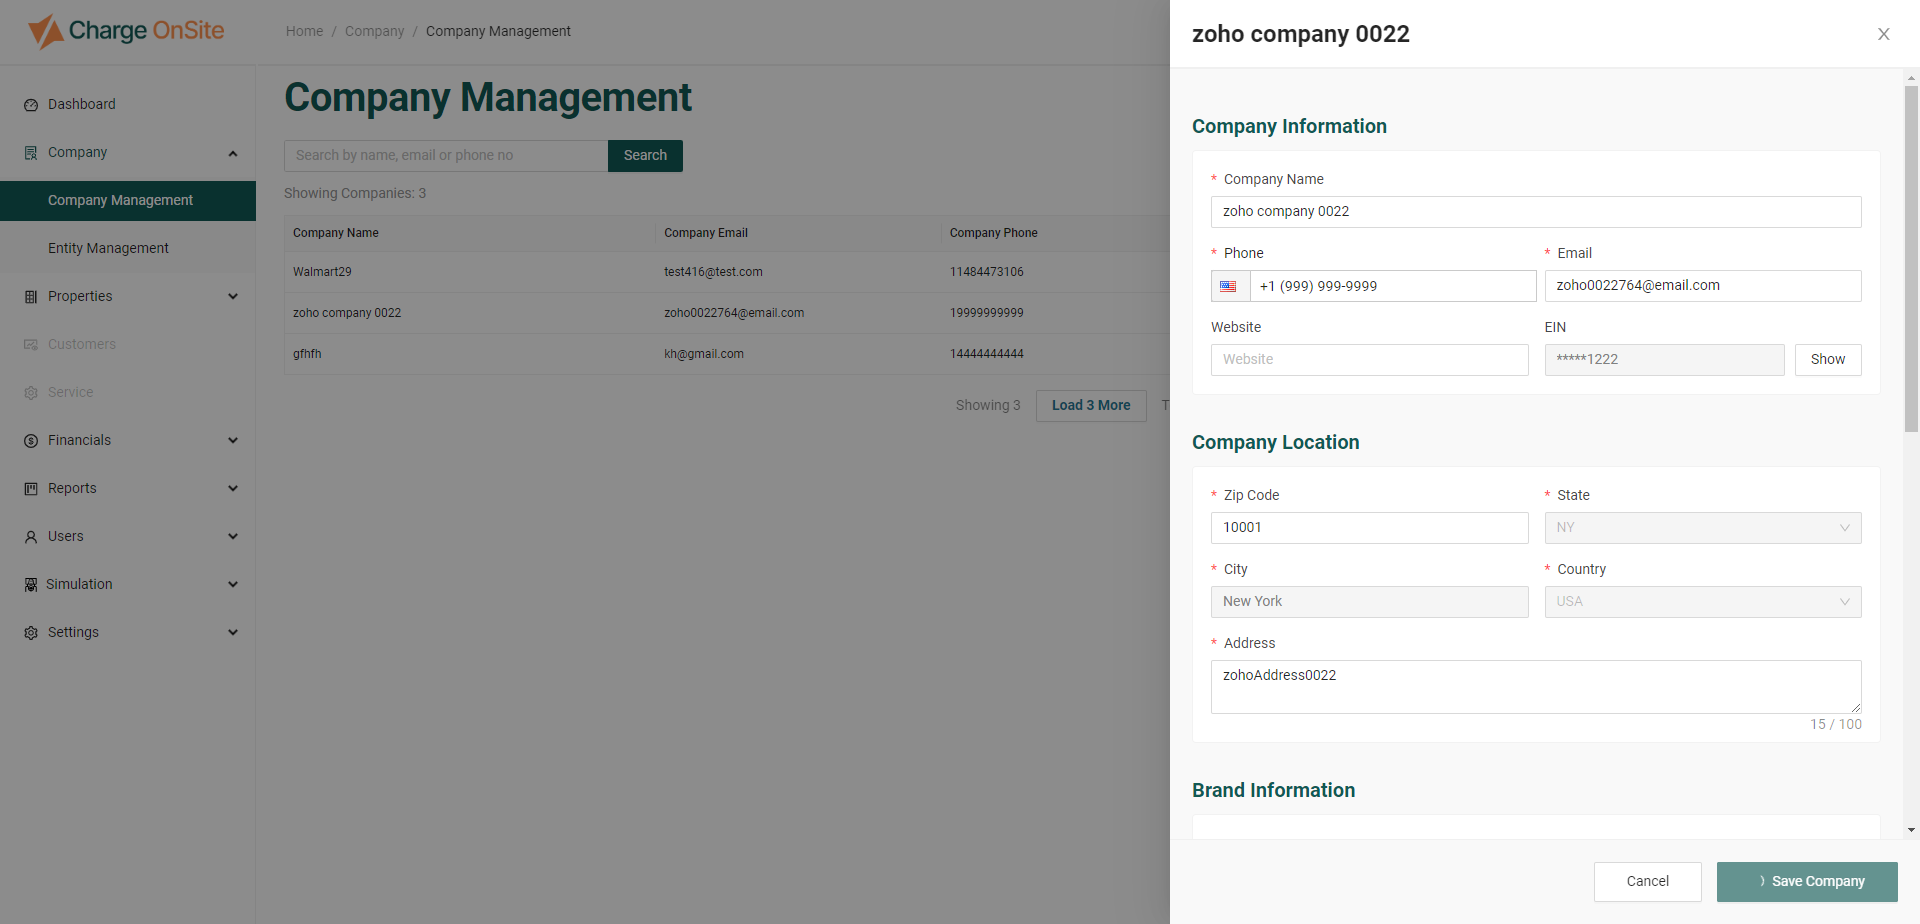 Charge OnSite
Home / Company / Company Management
Dashboard
Company
Company Management
Entity Management
Properties
Customers
Service
Financials
Reports
Users
Simulation
Settings
Company Management
Search by name, email or phone no
Search
Showing Companies: 3
Company Name Company Email Company Phone
Walmart29 test416@test.com 11484473106
zoho company 0022 zoho0022764@email.com 19999999999
gfhfh kh@gmail.com 14444444444
Showing 3 Load 3 More T
zoho company 0022
Company Information
* Company Name
zoho company 0022
* Phone * Email
+1 (999) 999-9999 zoho0022764@email.com
Website EIN
Website *****1222 Show
Company Location
* Zip Code * State
10001 NY
* City * Country
New York USA
* Address
zohoAddress0022
15 / 100
Brand Information
Cancel Save Company